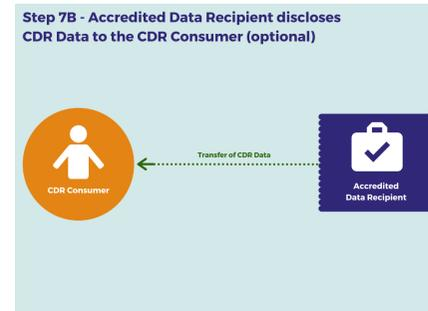 Step 7B - Accredited Data Recipient discloses
CDR Data to the CDR Consumer (optional)
Transfer of CDR Data
CDR Consumer
Accredited
Data Recipient